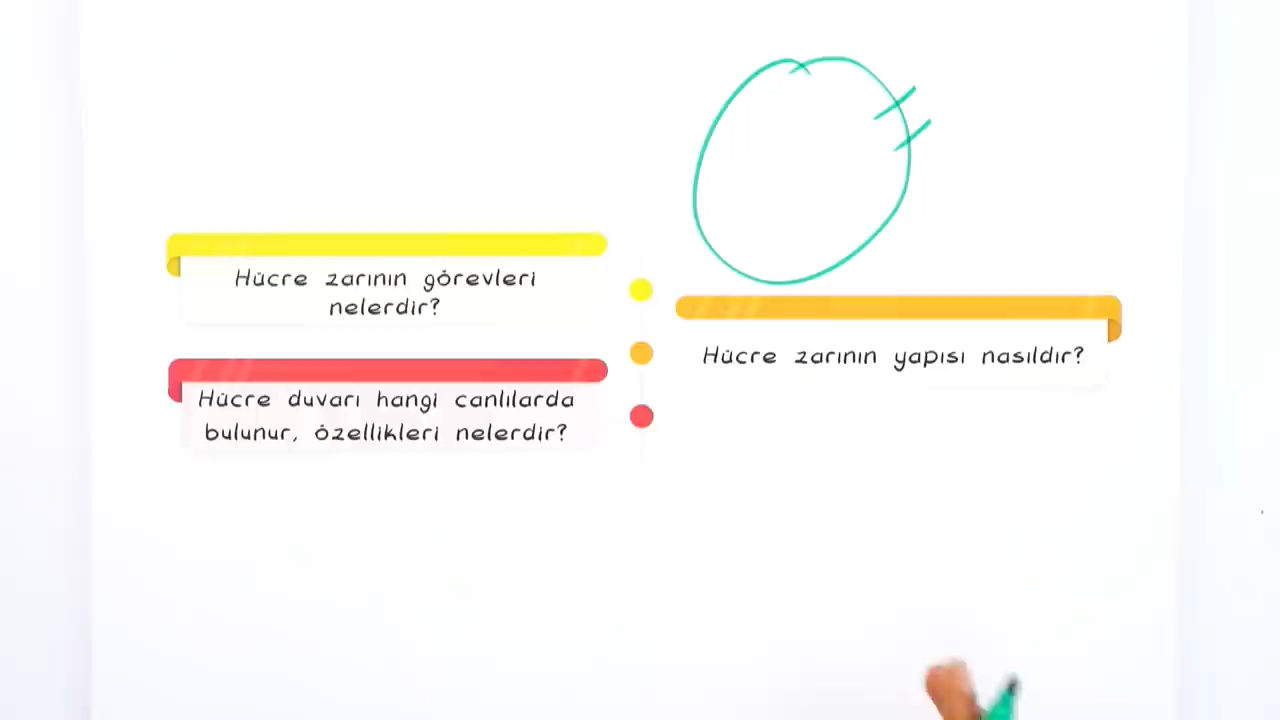 Hücre zarının görevleri
nelerdir?
Hücre zarının yapısı nasıldır?
Hücre duvarı hangi canlılarda
bulunur, özellikleri nelerdir?